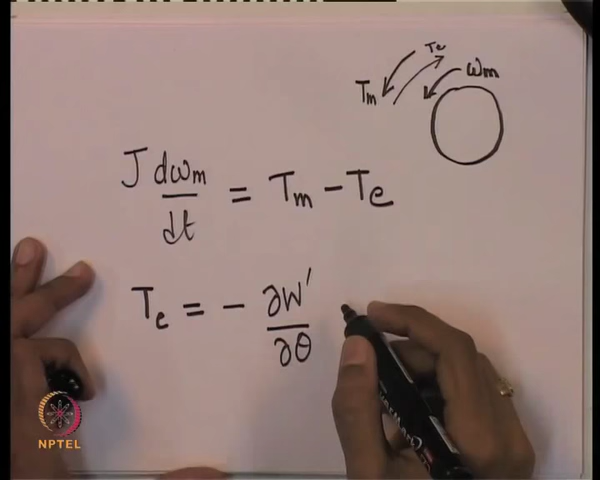 Te
Tm ωm
J dωm/dt = Tm - Te
Te = - ∂W'/∂θ
NPTEL